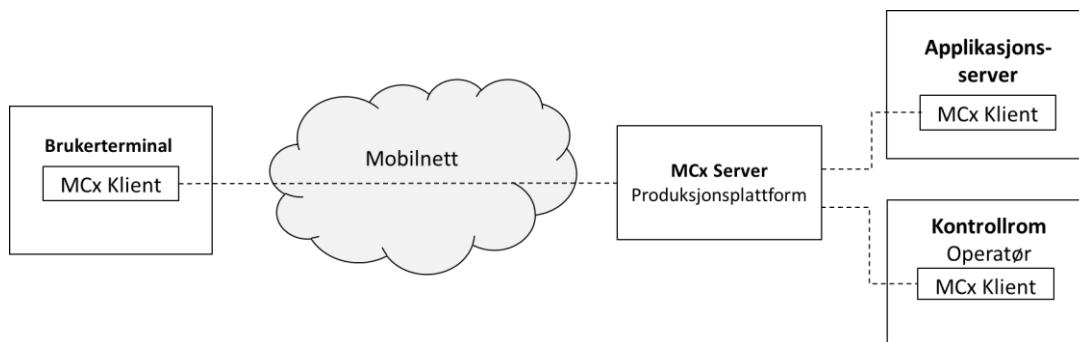 Brukerterminal
MCx Klient
Mobilnett
MCx Server
Produksjonsplattform
Applikasjons-
server
MCx Klient
Kontrollrom
Operatør
MCx Klient